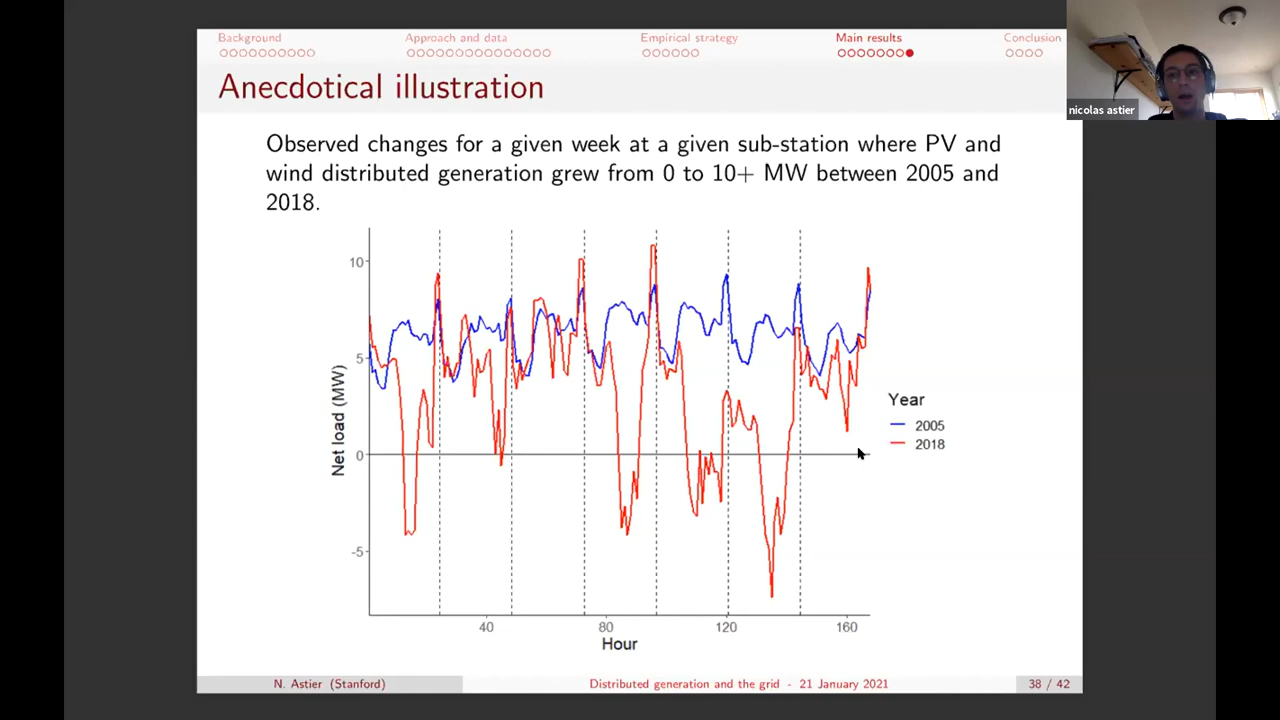 Background
Approach and data
Empirical strategy
Main results
Conclusion
nicolas astier
Anecdotical illustration
Observed changes for a given week at a given sub-station where PV and
wind distributed generation grew from 0 to 10+ MW between 2005 and
2018.
10
5
0
-5
Net load (MW)
40
80
120
160
Hour
Year
2005
2018
N. Astier (Stanford)
Distributed generation and the grid - 21 January 2021
38 / 42